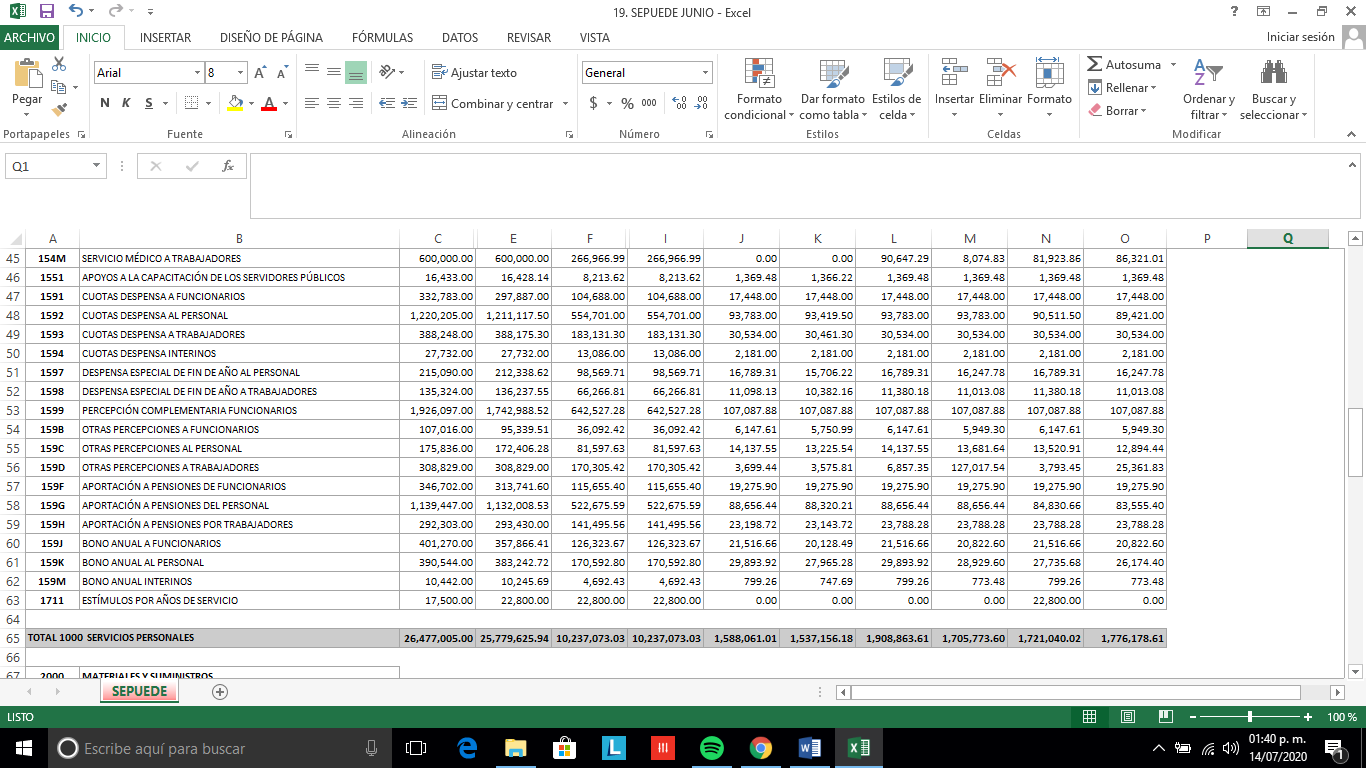 19. SEPUEDE JUNIO - Excel
ARCHIVO INICIO INSERTAR DISEÑO DE PÁGINA FÓRMULAS DATOS REVISAR VISTA Iniciar sesión
Pegar Arial 8 Ajustar texto General Formato condicional Dar formato como tabla Estilos de celda Insertar Eliminar Formato Autosuma Rellenar Borrar Ordenar y filtrar Buscar y seleccionar
N K S Combinar y centrar $ % 000
Portapapeles Fuente Alineación Número Estilos Celdas Modificar
Q1 fx
A B C E F I J K L M N O P Q
45 154M SERVICIO MÉDICO A TRABAJADORES 600,000.00 600,000.00 266,966.99 266,966.99 0.00 0.00 90,647.29 8,074.83 81,923.86 86,321.01
46 1551 APOYOS A LA CAPACITACIÓN DE LOS SERVIDORES PÚBLICOS 16,433.00 16,428.14 8,213.62 8,213.62 1,369.48 1,366.22 1,369.48 1,369.48 1,369.48 1,369.48
47 1591 CUOTAS DESPENSA A FUNCIONARIOS 332,783.00 297,887.00 104,688.00 104,688.00 17,448.00 17,448.00 17,448.00 17,448.00 17,448.00 17,448.00
48 1592 CUOTAS DESPENSA AL PERSONAL 1,220,205.00 1,211,117.50 554,701.00 554,701.00 93,783.00 93,419.50 93,783.00 93,783.00 90,511.50 89,421.00
49 1593 CUOTAS DESPENSA A TRABAJADORES 388,248.00 388,175.30 183,131.30 183,131.30 30,534.00 30,461.30 30,534.00 30,534.00 30,534.00 30,534.00
50 1594 CUOTAS DESPENSA INTERINOS 27,732.00 27,732.00 13,086.00 13,086.00 2,181.00 2,181.00 2,181.00 2,181.00 2,181.00 2,181.00
51 1597 DESPENSA ESPECIAL DE FIN DE AÑO AL PERSONAL 215,090.00 212,338.62 98,569.71 98,569.71 16,789.31 15,706.22 16,789.31 16,247.78 16,789.31 16,247.78
52 1598 DESPENSA ESPECIAL DE FIN DE AÑO A TRABAJADORES 135,324.00 136,237.55 66,266.81 66,266.81 11,098.13 10,382.16 11,380.18 11,013.08 11,380.18 11,013.08
53 1599 PERCEPCIÓN COMPLEMENTARIA FUNCIONARIOS 1,926,097.00 1,742,988.52 642,527.28 642,527.28 107,087.88 107,087.88 107,087.88 107,087.88 107,087.88 107,087.88
54 159B OTRAS PERCEPCIONES A FUNCIONARIOS 107,016.00 95,339.51 36,092.42 36,092.42 6,147.61 5,750.99 6,147.61 5,949.30 6,147.61 5,949.30
55 159C OTRAS PERCEPCIONES AL PERSONAL 175,836.00 172,406.28 81,597.63 81,597.63 14,137.55 13,225.54 14,137.55 13,681.64 13,520.91 12,894.44
56 159D OTRAS PERCEPCIONES A TRABAJADORES 308,829.00 308,829.00 170,305.42 170,305.42 3,699.44 3,575.81 6,857.35 127,017.54 3,793.45 25,361.83
57 159F APORTACIÓN A PENSIONES DE FUNCIONARIOS 346,702.00 313,741.60 115,655.40 115,655.40 19,275.90 19,275.90 19,275.90 19,275.90 19,275.90 19,275.90
58 159G APORTACIÓN A PENSIONES DEL PERSONAL 1,139,447.00 1,132,008.53 522,675.59 522,675.59 88,656.44 88,320.21 88,656.44 88,656.44 84,830.66 83,555.40
59 159H APORTACIÓN A PENSIONES POR TRABAJADORES 292,303.00 293,430.00 141,495.56 141,495.56 23,198.72 23,143.72 23,788.28 23,788.28 23,788.28 23,788.28
60 159J BONO ANUAL A FUNCIONARIOS 401,270.00 357,866.41 126,323.67 126,323.67 21,516.66 20,128.49 21,516.66 20,822.60 21,516.66 20,822.60
61 159K BONO ANUAL AL PERSONAL 390,544.00 383,242.72 170,592.80 170,592.80 29,893.92 27,965.28 29,893.92 28,929.60 27,735.68 26,174.40
62 159M BONO ANUAL INTERINOS 10,442.00 10,245.69 4,692.43 4,692.43 799.26 747.69 799.26 773.48 799.26 773.48
63 1711 ESTÍMULOS POR AÑOS DE SERVICIO 17,500.00 22,800.00 22,800.00 22,800.00 0.00 0.00 0.00 0.00 22,800.00 0.00
64
65 TOTAL 1000 SERVICIOS PERSONALES 26,477,005.00 25,779,625.94 10,237,073.03 10,237,073.03 1,588,061.01 1,537,156.18 1,908,863.61 1,705,773.60 1,721,040.02 1,776,178.61
66
67 2000 MATERIALES Y SUMINISTROS
SEPUEDE
LISTO 100 %
Escribe aquí para buscar 01:40 p. m.
14/07/2020